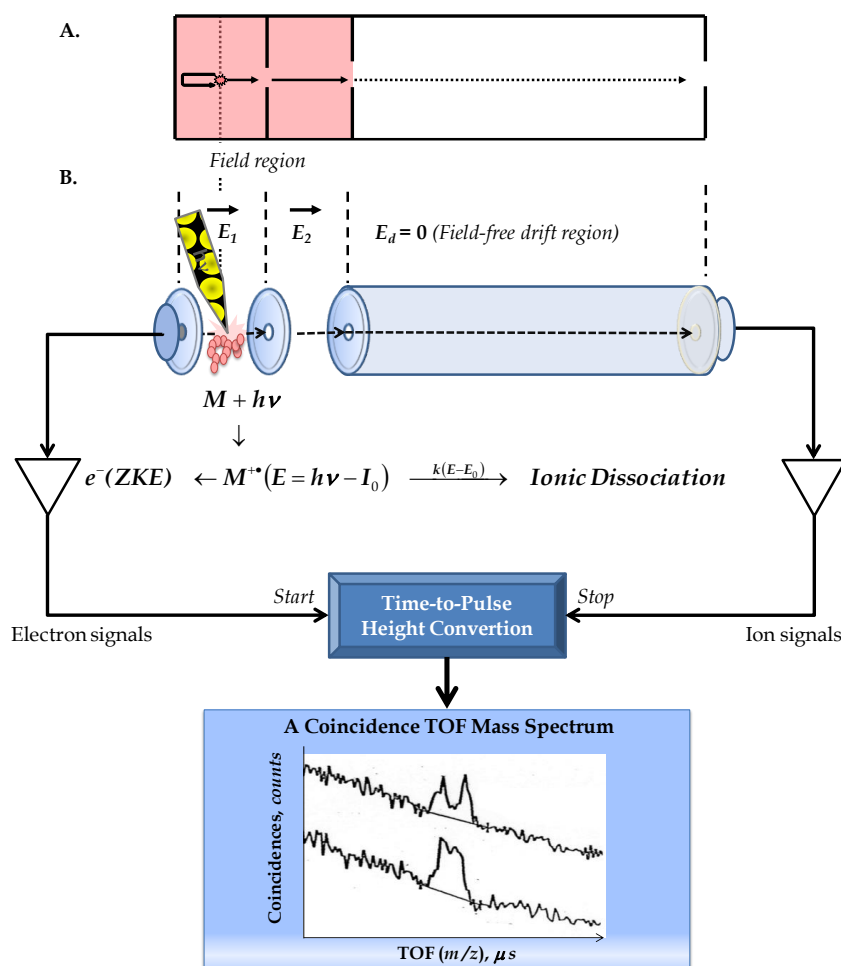 A.
Field region
B.
E1 E2 Ed = 0 (Field-free drift region)
M + hν
↓
e⁻(ZKE) ← M⁺•(E = hν − I₀) k(E−E₀) → Ionic Dissociation
Start Stop
Time-to-Pulse
Height Convertion
Electron signals Ion signals
A Coincidence TOF Mass Spectrum
Coincidences, counts
TOF (m/z), μs